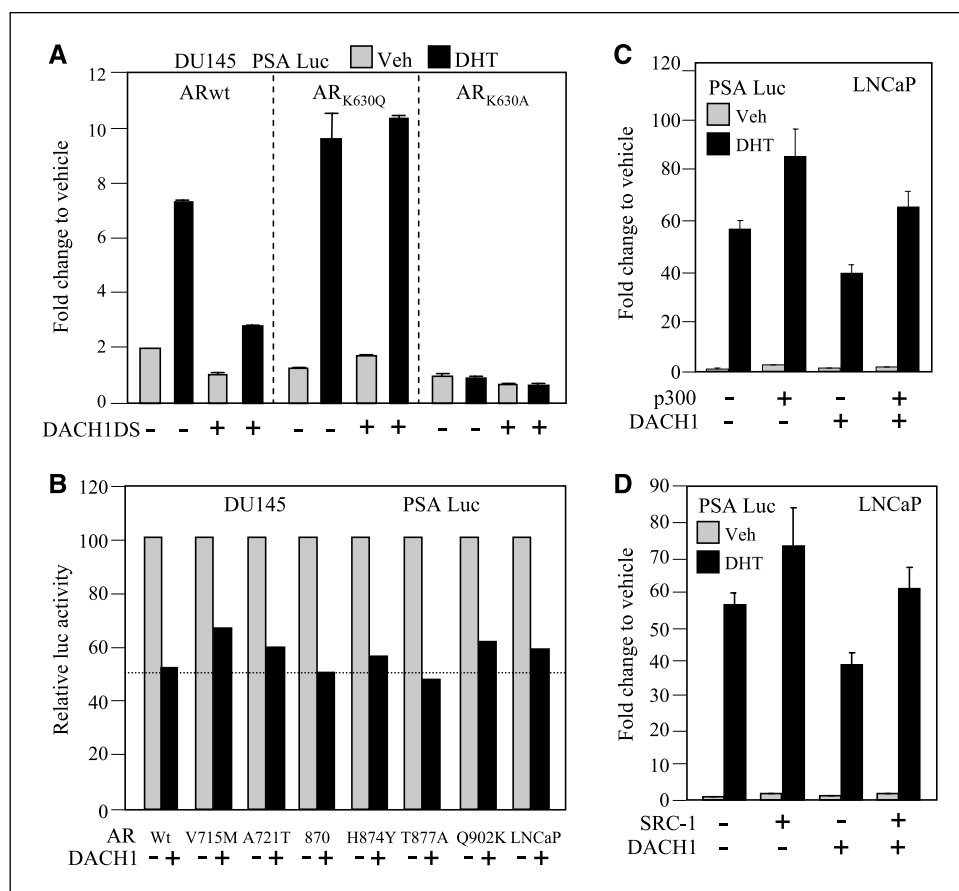 A
DU145 PSA Luc Veh DHT
ARwt
AR K630Q
AR K630A
Fold change to vehicle
12
10
8
6
4
2
0
DACH1DS - - + + - - + + - - + +
B
DU145 PSA Luc
Relative luc activity
120
100
80
60
40
20
0
AR Wt V715M A721T 870 H874Y T877A Q902K LNCaP
DACH1 - + - + - + - + - + - + - + - +
C
PSA Luc LNCaP
Veh
DHT
Fold change to vehicle
120
100
80
60
40
20
0
p300 - + - +
DACH1 - - + +
D
PSA Luc LNCaP
Veh
DHT
Fold change to vehicle
90
80
70
60
50
40
30
20
10
0
SRC-1 - + - +
DACH1 - - + +